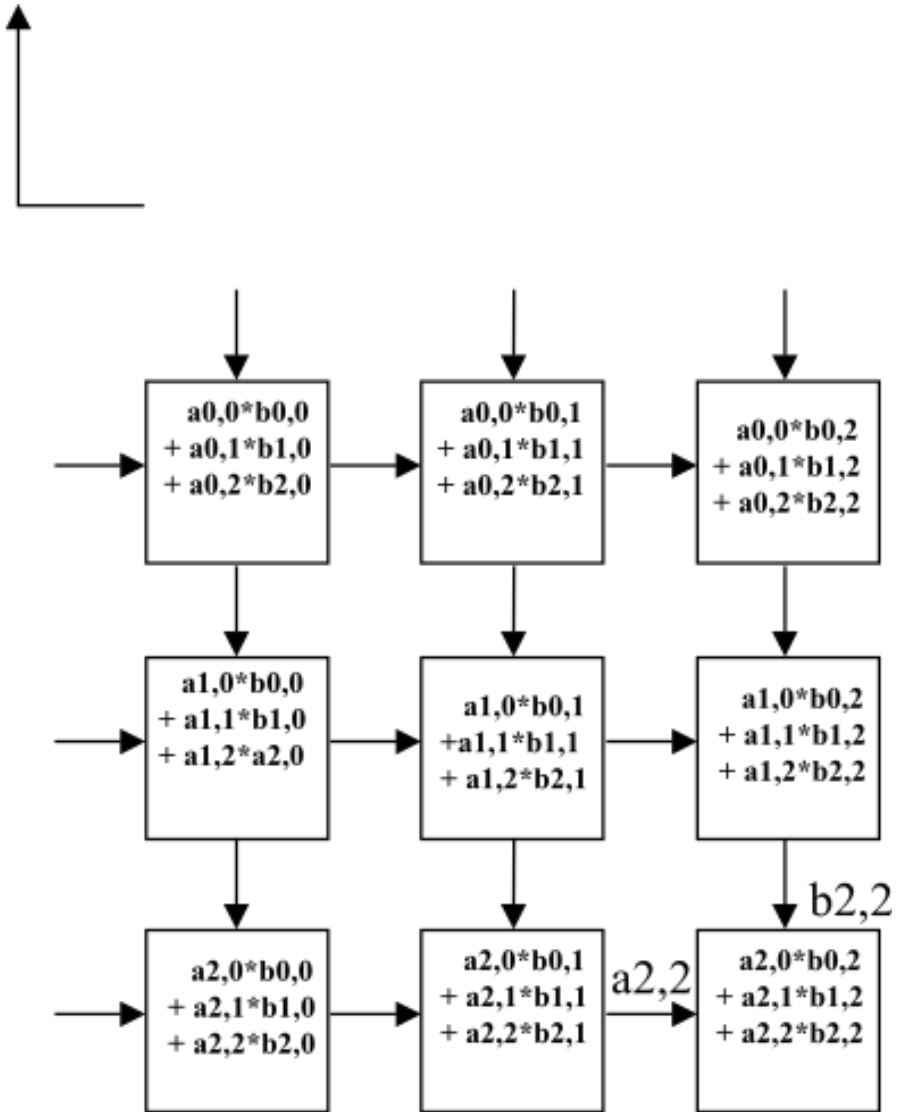 a0,0*b0,0
+ a0,1*b1,0
+ a0,2*b2,0
a0,0*b0,1
+ a0,1*b1,1
+ a0,2*b2,1
a0,0*b0,2
+ a0,1*b1,2
+ a0,2*b2,2
a1,0*b0,0
+ a1,1*b1,0
+ a1,2*a2,0
a1,0*b0,1
+a1,1*b1,1
+ a1,2*b2,1
a1,0*b0,2
+ a1,1*b1,2
+ a1,2*b2,2
b2,2
a2,0*b0,0
+ a2,1*b1,0
+ a2,2*b2,0
a2,0*b0,1
+ a2,1*b1,1
+ a2,2*b2,1
a2,2
a2,0*b0,2
+ a2,1*b1,2
+ a2,2*b2,2